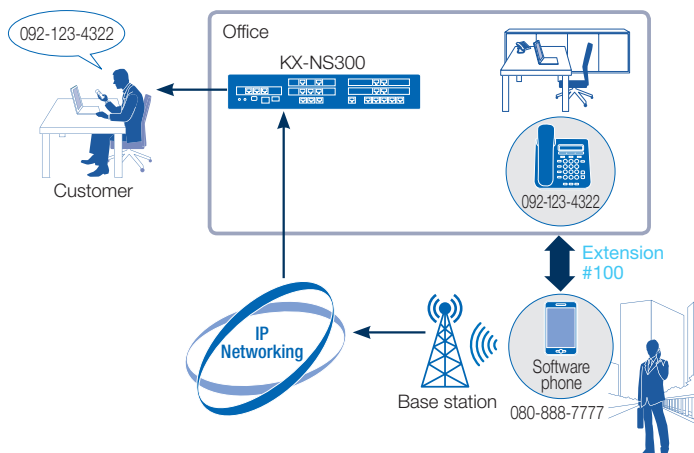 092-123-4322
Office
KX-NS300
Customer
092-123-4322
Extension
#100
IP
Networking
Base station
Software
phone
080-888-7777